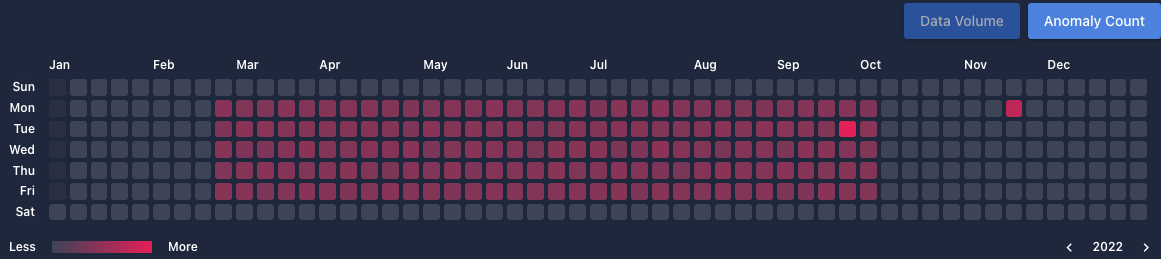 Data Volume Anomaly Count
Jan Feb Mar Apr May Jun Jul Aug Sep Oct Nov Dec
Sun
Mon
Tue
Wed
Thu
Fri
Sat
Less More < 2022 >